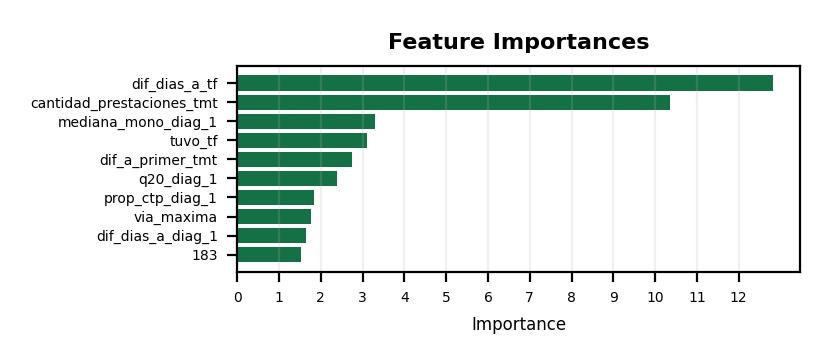 Feature Importances
dif_dias_a_tf
cantidad_prestaciones_tmt
mediana_mono_diag_1
tuvo_tf
dif_a_primer_tmt
q20_diag_1
prop_ctp_diag_1
via_maxima
dif_dias_a_diag_1
183
0 1 2 3 4 5 6 7 8 9 10 11 12
Importance